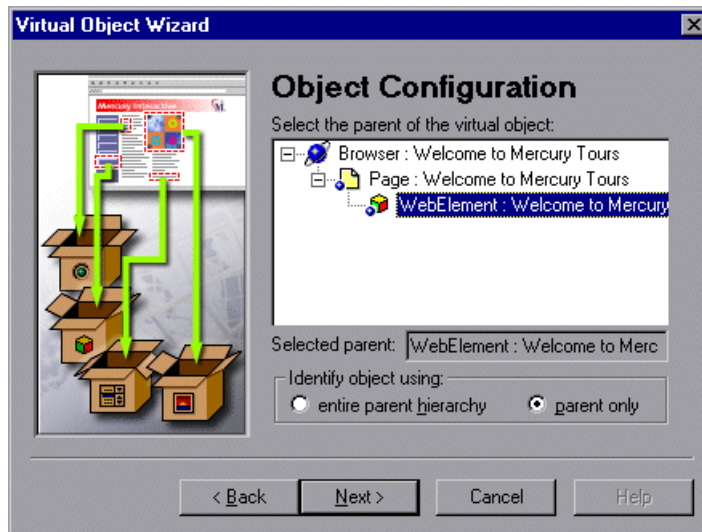 Virtual Object Wizard
Mercury Interactive
Object Configuration
Select the parent of the virtual object:
Browser : Welcome to Mercury Tours
Page : Welcome to Mercury Tours
WebElement : Welcome to Mercury
Selected parent: WebElement : Welcome to Merc
Identify object using:
entire parent hierarchy parent only
< Back Next > Cancel Help